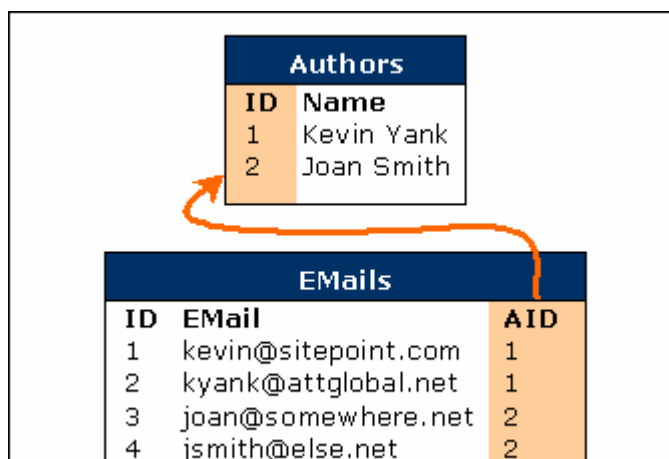 Authors
ID Name
1 Kevin Yank
2 Joan Smith
EMails
ID EMail AID
1 kevin@sitepoint.com 1
2 kyank@attglobal.net 1
3 joan@somewhere.net 2
4 jsmith@else.net 2